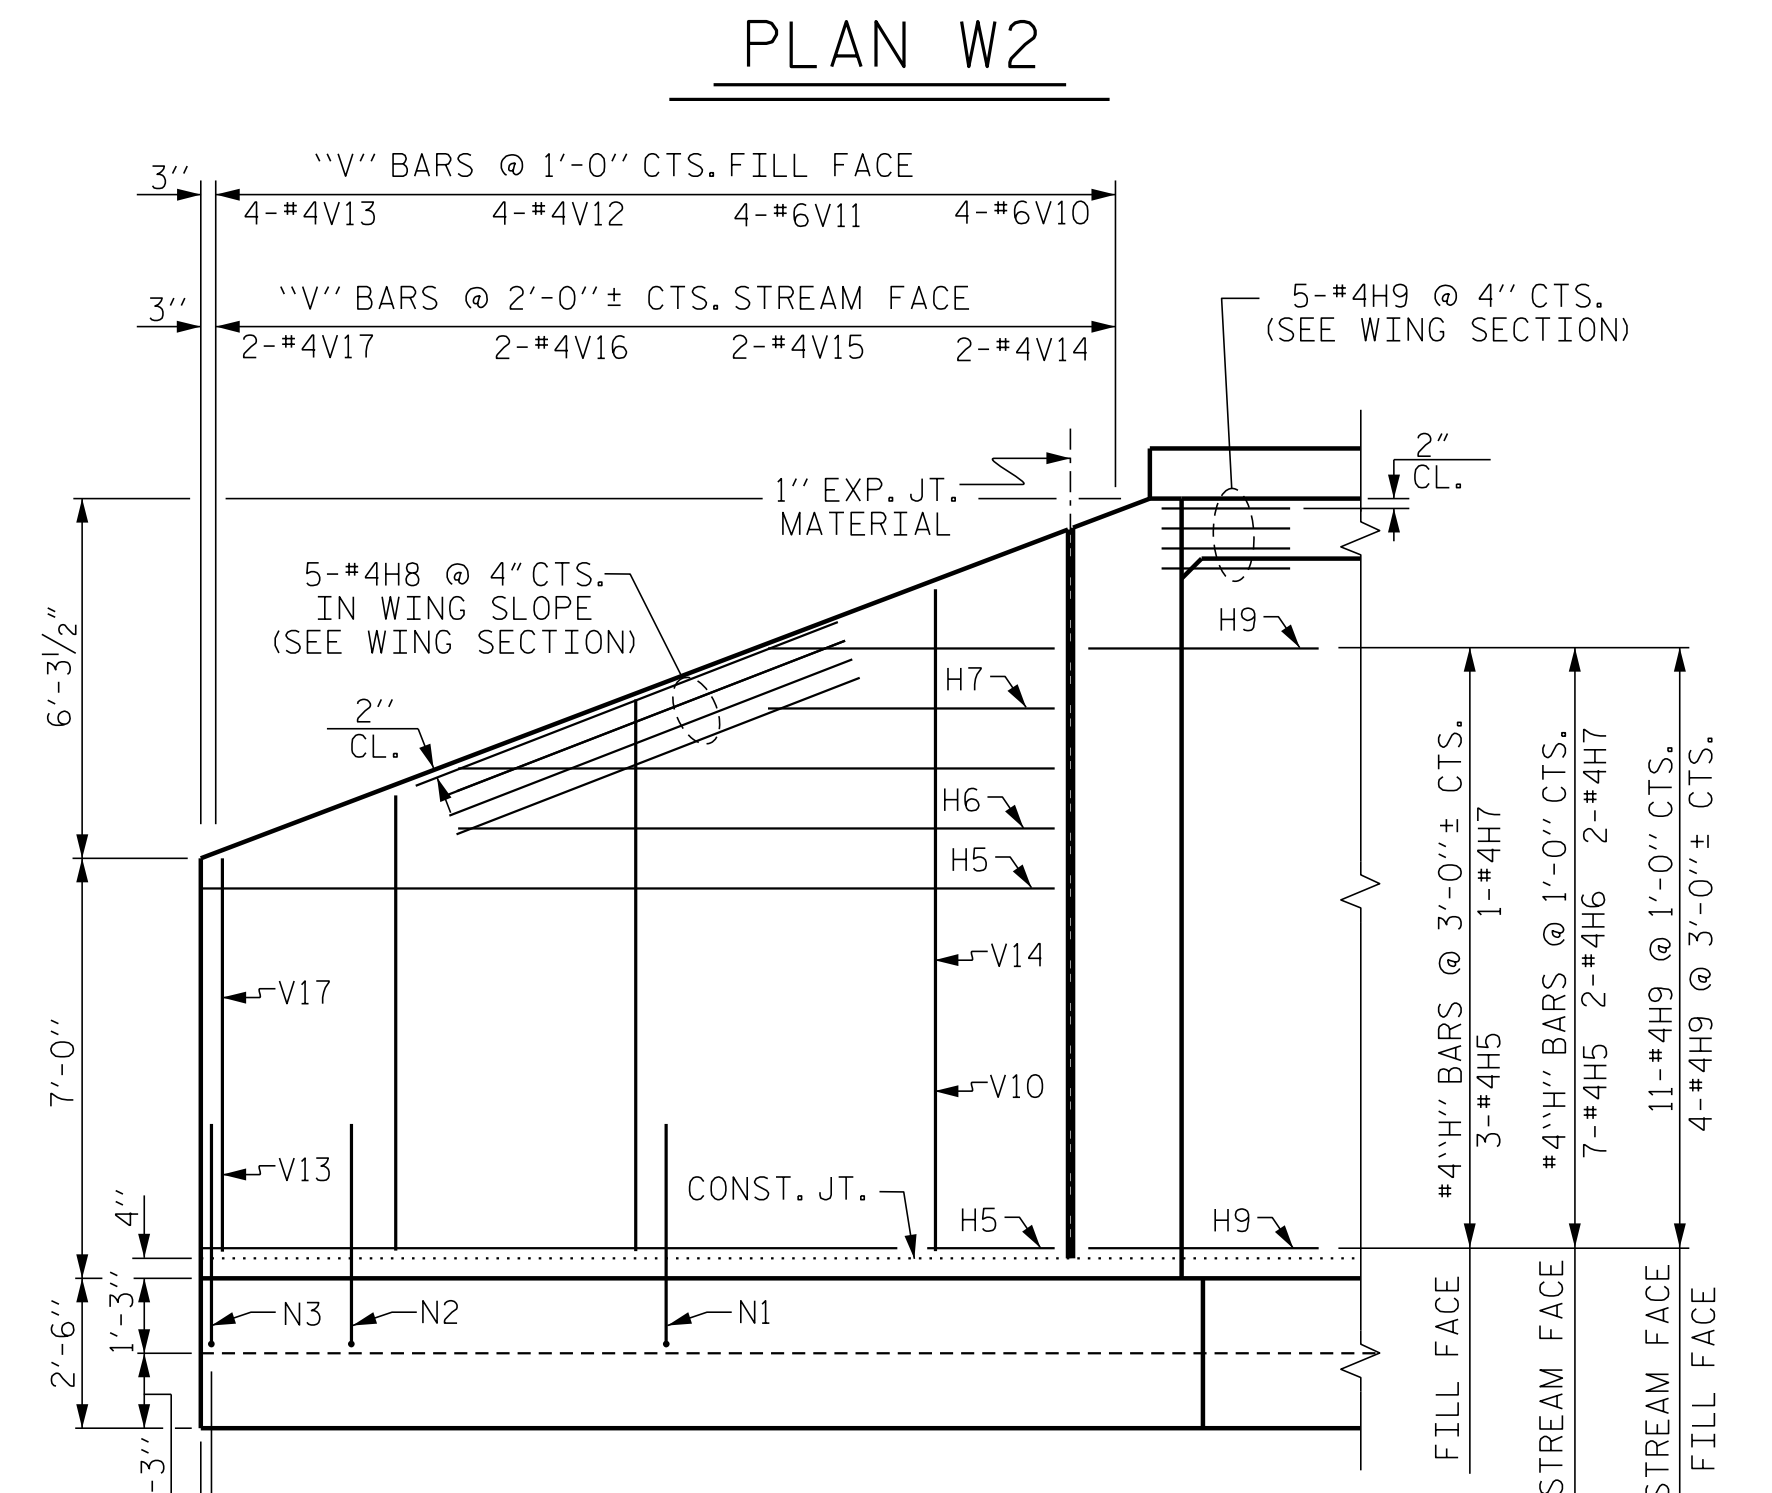 PLAN W2
"V" BARS @ 1'-0" CTS. FILL FACE
3"
4-#4V13 4-#4V12 4-#6V11 4-#6V10
"V" BARS @ 2'-0"± CTS. STREAM FACE
3"
2-#4V17 2-#4V16 2-#4V15 2-#4V14
5-#4H9 @ 4" CTS.
(SEE WING SECTION)
2"
CL.
1" EXP. JT.
MATERIAL
5-#4H8 @ 4" CTS.
IN WING SLOPE
(SEE WING SECTION)
6'-3½"
2"
CL.
H9
H7
H6
H5
V14
V17
V10
V13
7'-0"
CONST. JT.
H5
H9
4"
1'-3"
2'-6"
N3
N2
N1
-3"
#4"H" BARS @ 3'-0"± CTS.
3-#4H5 1-#4H7
#4"H" BARS @ 1'-0" CTS.
7-#4H5 2-#4H6 2-#4H7
11-#4H9 @ 1'-0" CTS.
4-#4H9 @ 3'-0"± CTS.
FILL FACE
STREAM FACE
STREAM FACE
FILL FACE